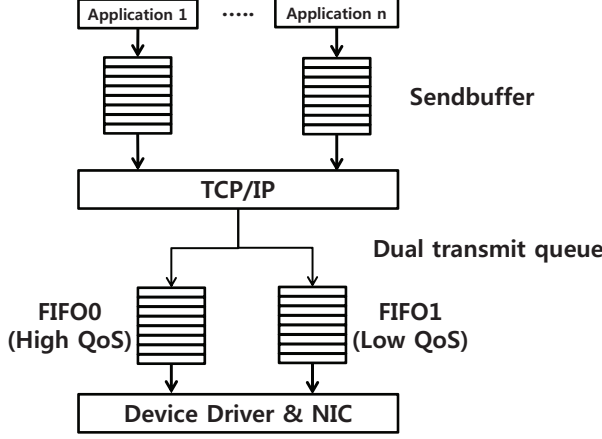 Application 1 ..... Application n
Sendbuffer
TCP/IP
Dual transmit queue
FIFO0
(High QoS)
FIFO1
(Low QoS)
Device Driver & NIC